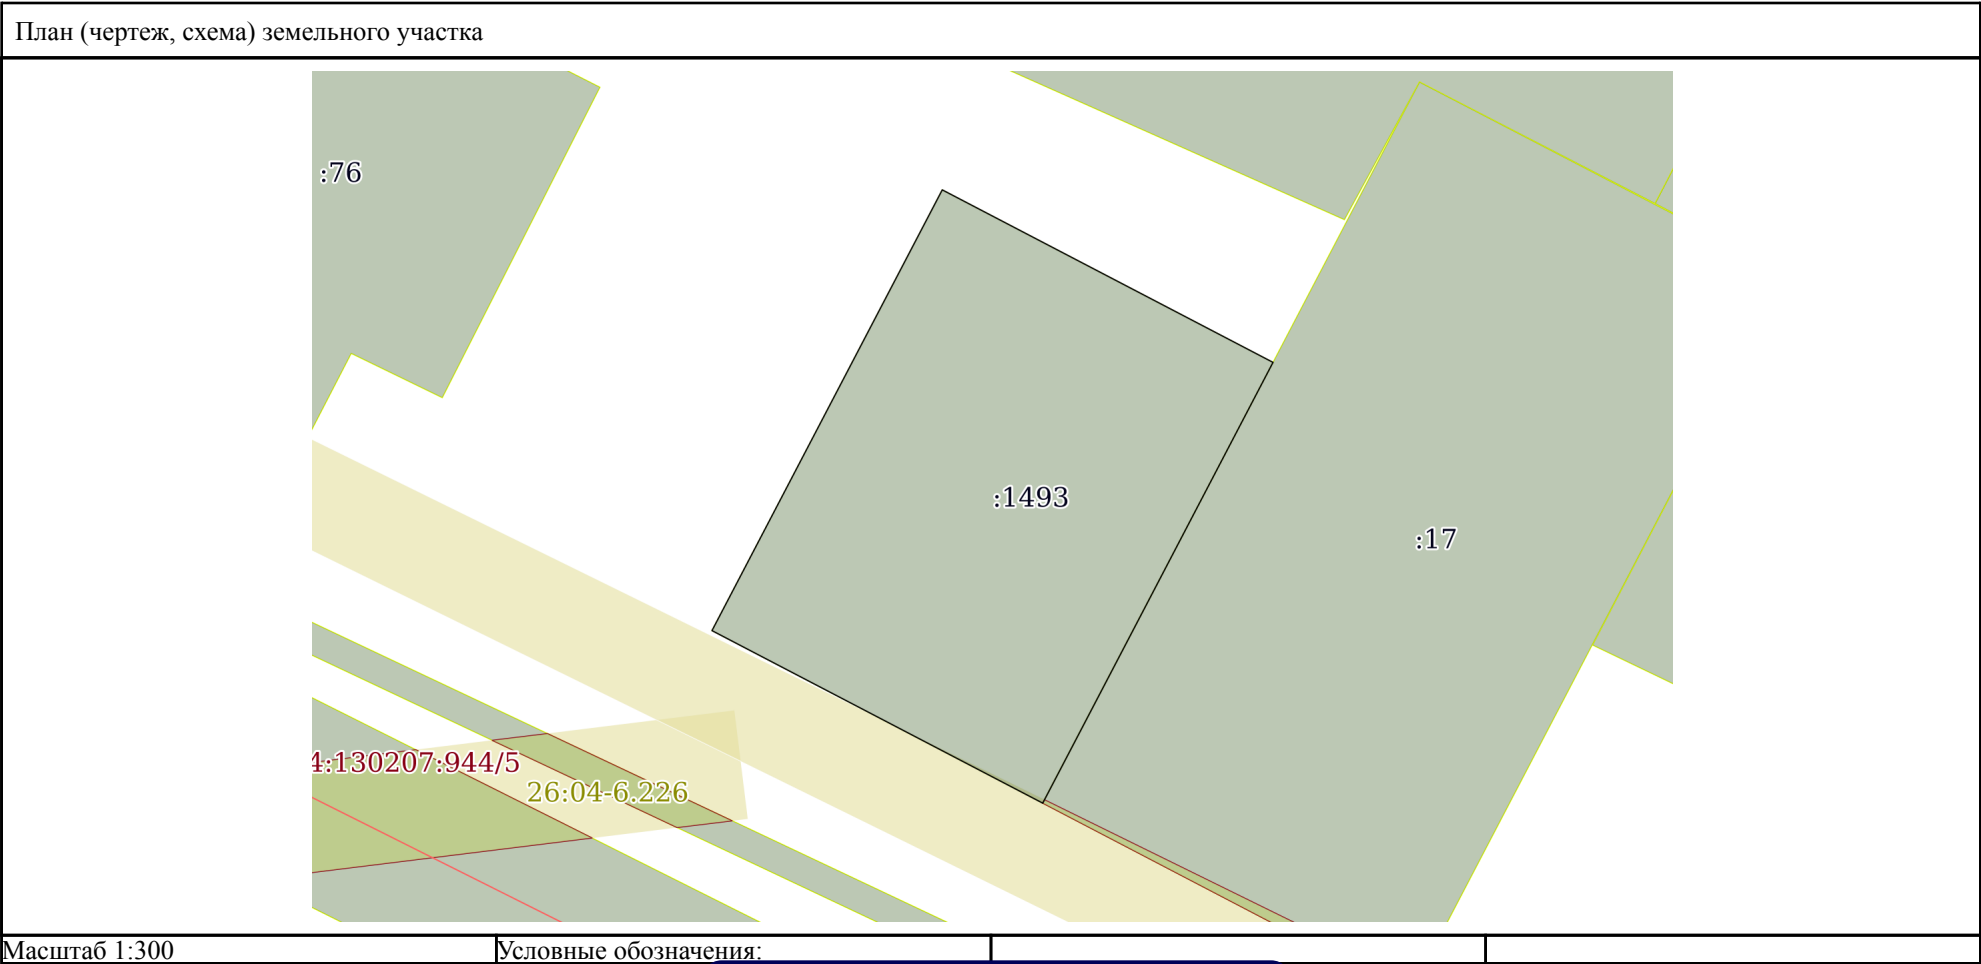 План (чертеж, схема) земельного участка
:76
:1493
:17
4:130207:944/5
26:04-6.226
Масштаб 1:300
Условные обозначения: